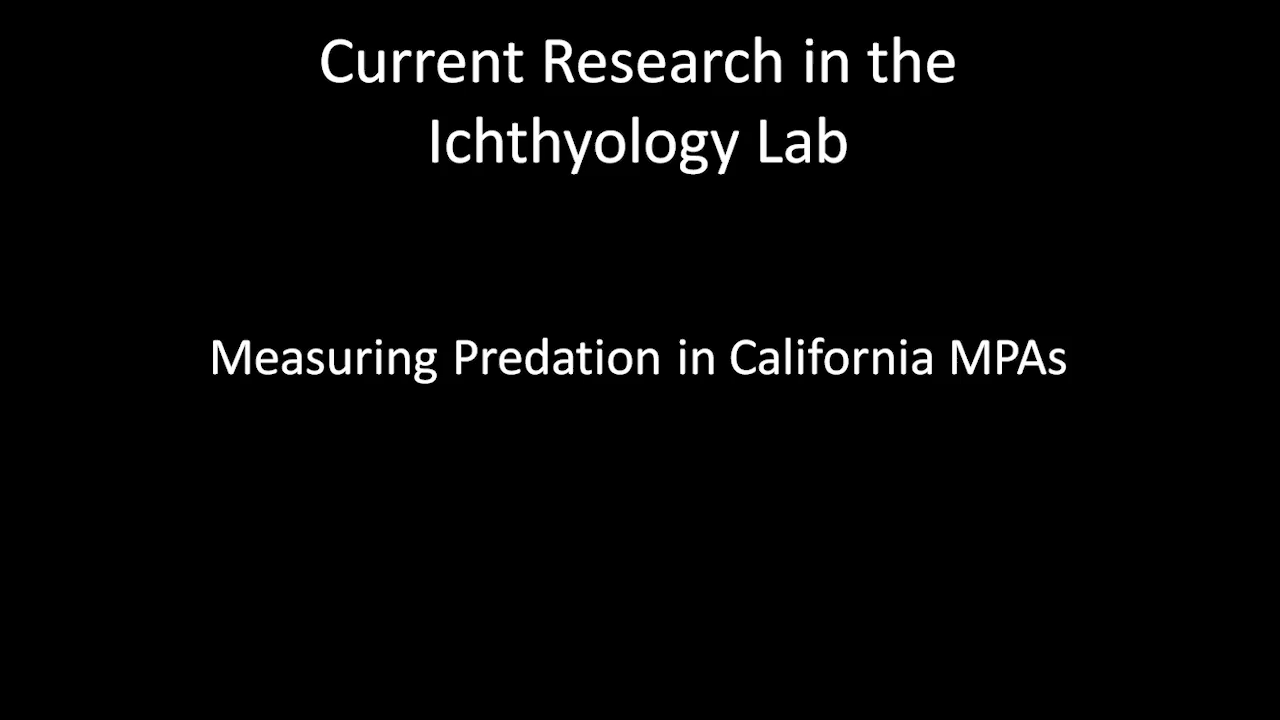 Current Research in the
Ichthyology Lab
Measuring Predation in California MPAs